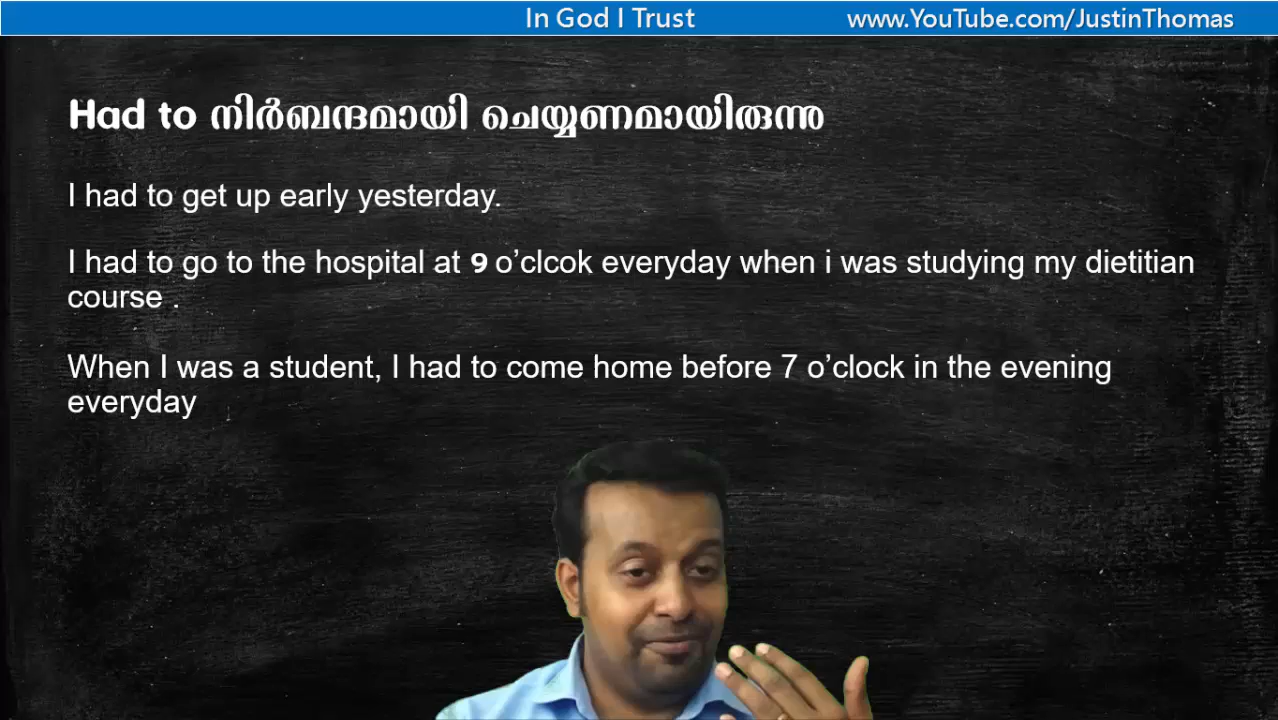 In God I Trust
www.YouTube.com/JustinThomas
Had to നിർബന്ദമായി ചെയ്യണമായിരുന്നു
I had to get up early yesterday.
I had to go to the hospital at 9 o’clcok everyday when i was studying my dietitian
course .
When I was a student, I had to come home before 7 o’clock in the evening
everyday